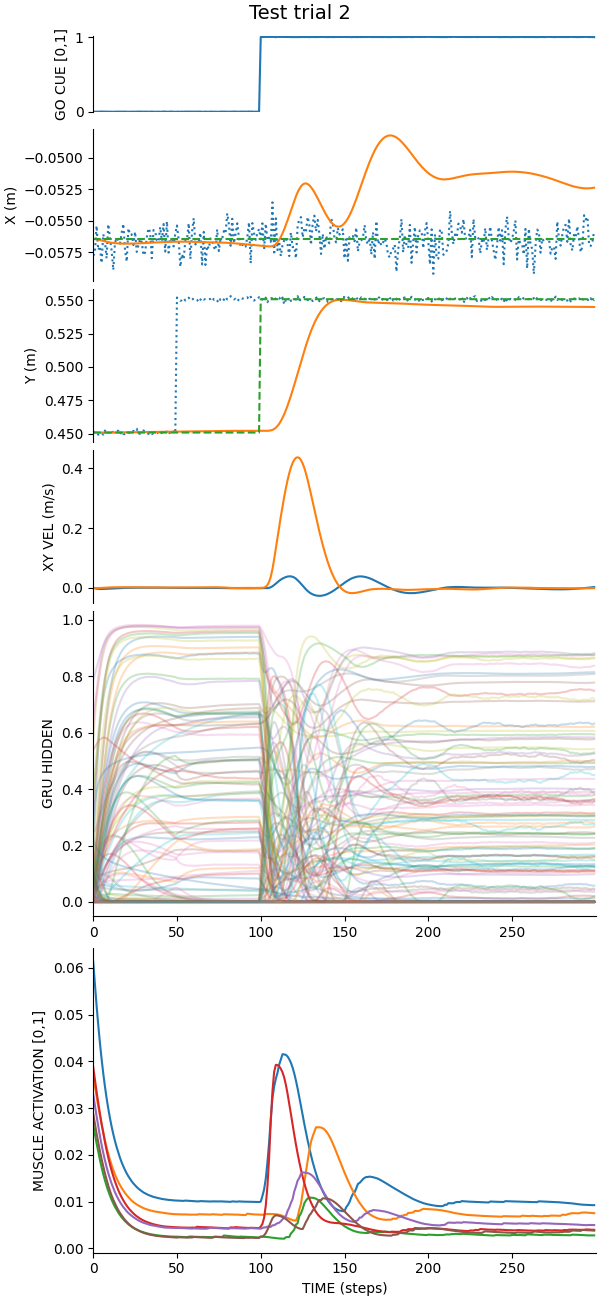 Test trial 2
GO CUE [0,1]
1
0
X (m)
−0.0500
−0.0525
−0.0550
−0.0575
Y (m)
0.550
0.525
0.500
0.475
0.450
XY VEL (m/s)
0.4
0.2
0.0
GRU HIDDEN
1.0
0.8
0.6
0.4
0.2
0.0
0 50 100 150 200 250
MUSCLE ACTIVATION [0,1]
0.06
0.05
0.04
0.03
0.02
0.01
0.00
0 50 100 150 200 250
TIME (steps)